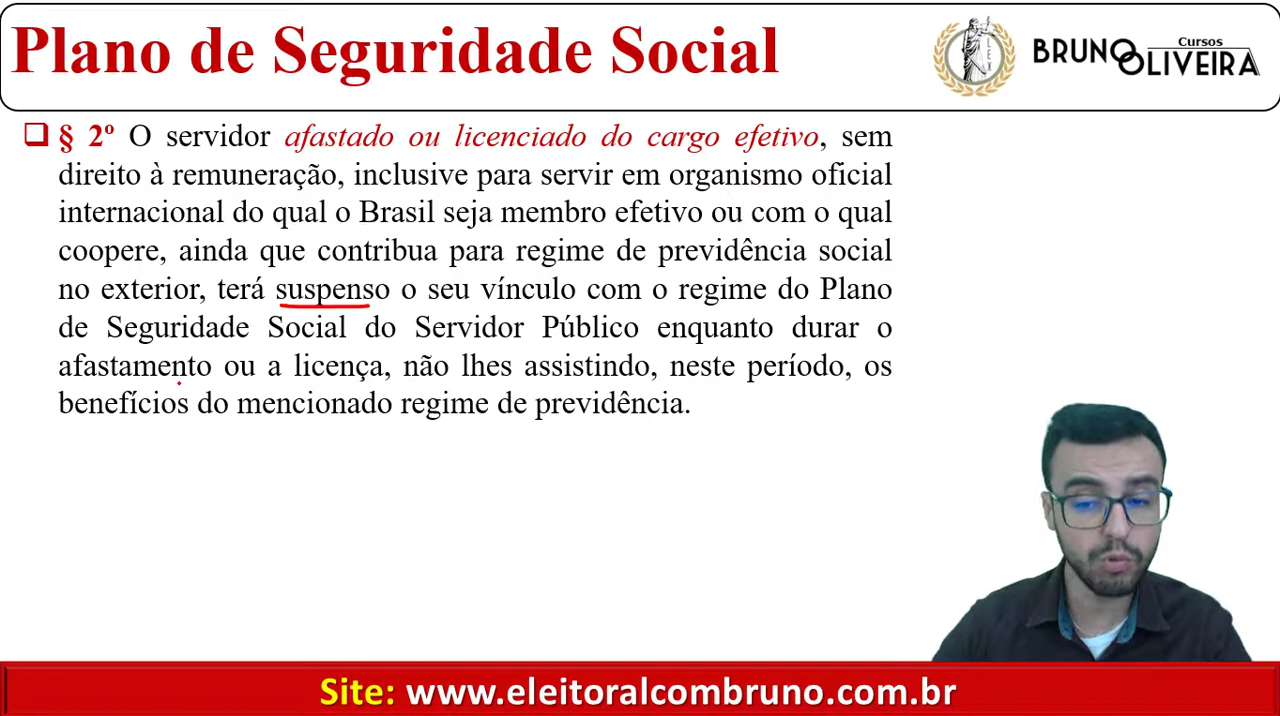 Plano de Seguridade Social
LEX
Cursos
BRUNO
OLIVEIRA
§ 2º O servidor afastado ou licenciado do cargo efetivo, sem
direito à remuneração, inclusive para servir em organismo oficial
internacional do qual o Brasil seja membro efetivo ou com o qual
coopere, ainda que contribua para regime de previdência social
no exterior, terá suspenso o seu vínculo com o regime do Plano
de Seguridade Social do Servidor Público enquanto durar o
afastamento ou a licença, não lhes assistindo, neste período, os
benefícios do mencionado regime de previdência.
Site: www.eleitoralcombruno.com.br